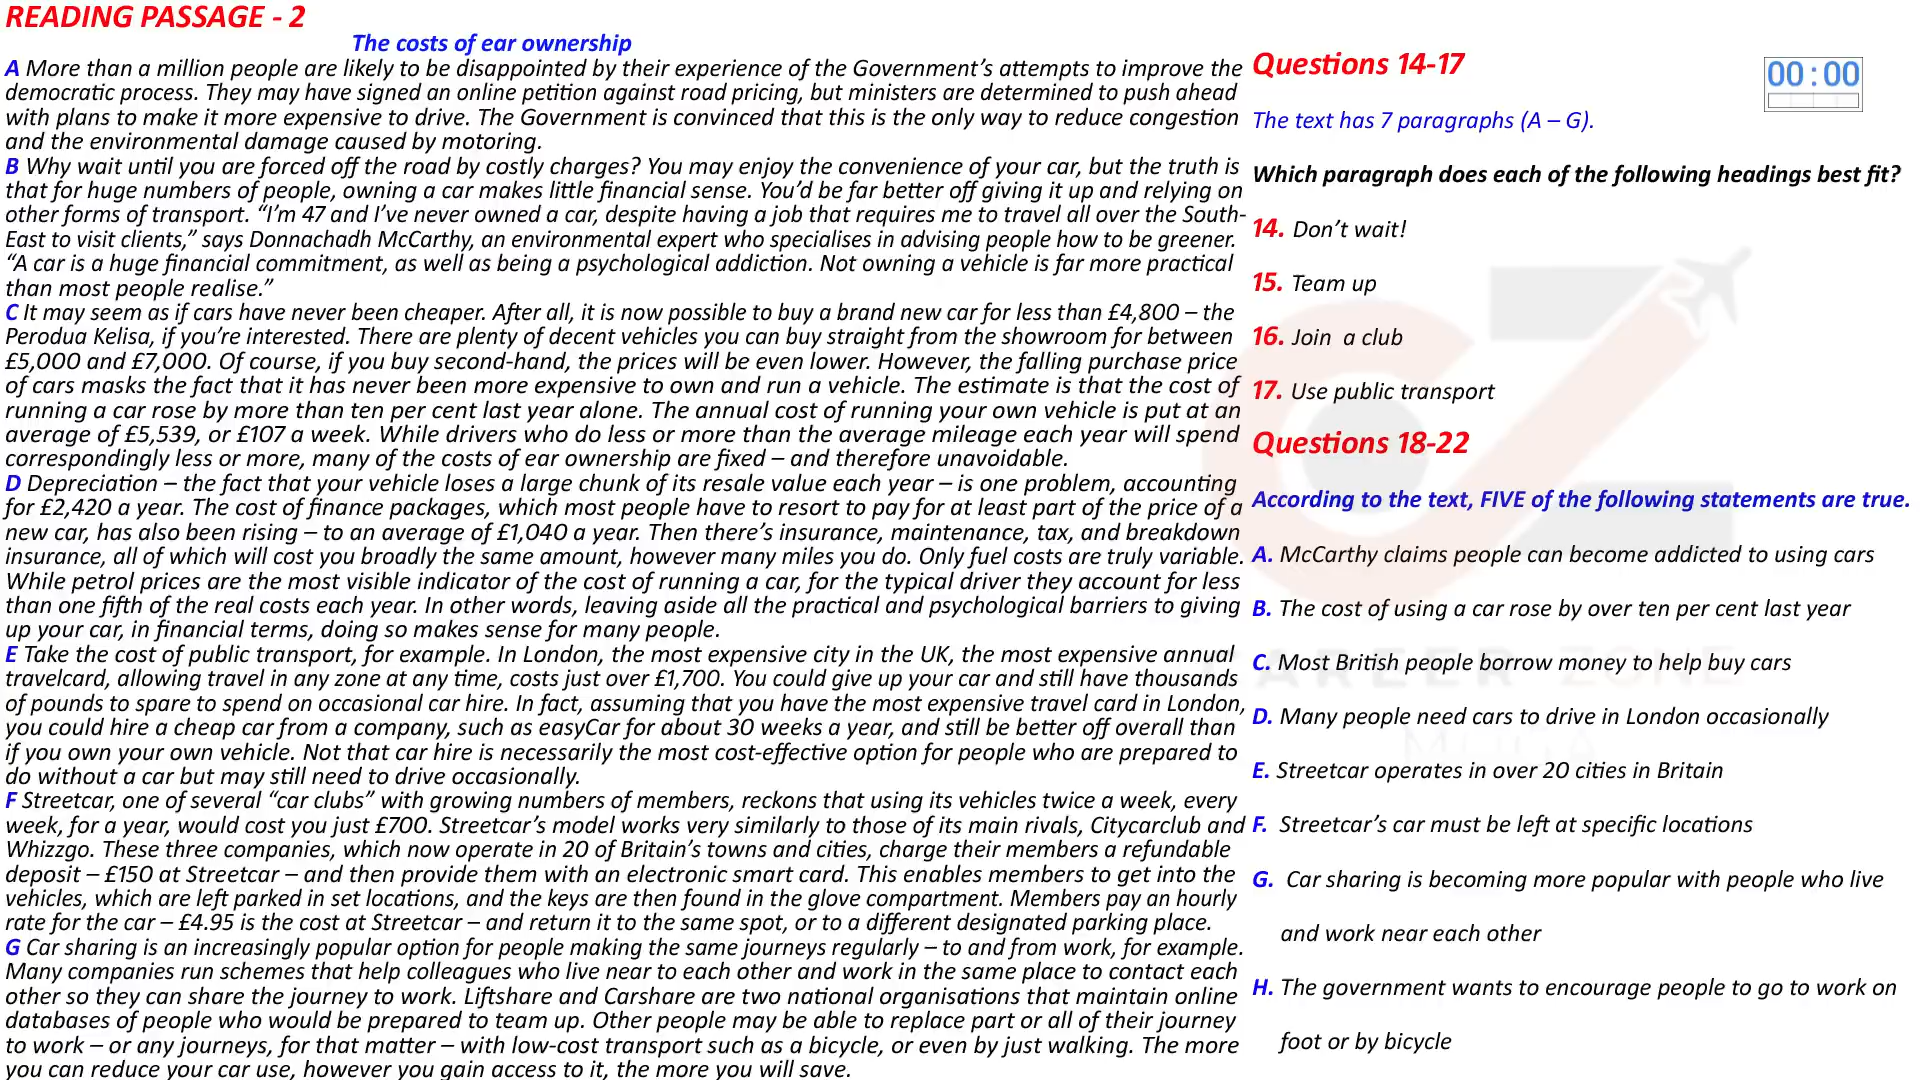 READING PASSAGE - 2
The costs of ear ownership
A More than a million people are likely to be disappointed by their experience of the Government's attempts to improve the
democratic process. They may have signed an online petition against road pricing, but ministers are determined to push ahead
with plans to make it more expensive to drive. The Government is convinced that this is the only way to reduce congestion
and the environmental damage caused by motoring.
B Why wait until you are forced off the road by costly charges? You may enjoy the convenience of your car, but the truth is
that for huge numbers of people, owning a car makes little financial sense. You'd be far better off giving it up and relying on
other forms of transport. “I'm 47 and I've never owned a car, despite having a job that requires me to travel all over the South-
East to visit clients,” says Donnachadh McCarthy, an environmental expert who specialises in advising people how to be greener.
“A car is a huge financial commitment, as well as being a psychological addiction. Not owning a vehicle is far more practical
than most people realise.”
C It may seem as if cars have never been cheaper. After all, it is now possible to buy a brand new car for less than £4,800 – the
Perodua Kelisa, if you're interested. There are plenty of decent vehicles you can buy straight from the showroom for between
£5,000 and £7,000. Of course, if you buy second-hand, the prices will be even lower. However, the falling purchase price
of cars masks the fact that it has never been more expensive to own and run a vehicle. The estimate is that the cost of
running a car rose by more than ten per cent last year alone. The annual cost of running your own vehicle is put at an
average of £5,539, or £107 a week. While drivers who do less or more than the average mileage each year will spend
correspondingly less or more, many of the costs of ear ownership are fixed – and therefore unavoidable.
D Depreciation – the fact that your vehicle loses a large chunk of its resale value each year – is one problem, accounting
for £2,420 a year. The cost of finance packages, which most people have to resort to pay for at least part of the price of a
new car, has also been rising – to an average of £1,040 a year. Then there's insurance, maintenance, tax, and breakdown
insurance, all of which will cost you broadly the same amount, however many miles you do. Only fuel costs are truly variable.
While petrol prices are the most visible indicator of the cost of running a car, for the typical driver they account for less
than one fifth of the real costs each year. In other words, leaving aside all the practical and psychological barriers to giving
up your car, in financial terms, doing so makes sense for many people.
E Take the cost of public transport, for example. In London, the most expensive city in the UK, the most expensive annual
travelcard, allowing travel in any zone at any time, costs just over £1,700. You could give up your car and still have thousands
of pounds to spare to spend on occasional car hire. In fact, assuming that you have the most expensive travel card in London,
you could hire a cheap car from a company, such as easyCar for about 30 weeks a year, and still be better off overall than
if you own your own vehicle. Not that car hire is necessarily the most cost-effective option for people who are prepared to
do without a car but may still need to drive occasionally.
F Streetcar, one of several “car clubs” with growing numbers of members, reckons that using its vehicles twice a week, every
week, for a year, would cost you just £700. Streetcar's model works very similarly to those of its main rivals, Citycarclub and
Whizzgo. These three companies, which now operate in 20 of Britain's towns and cities, charge their members a refundable
deposit – £150 at Streetcar – and then provide them with an electronic smart card. This enables members to get into the
vehicles, which are left parked in set locations, and the keys are then found in the glove compartment. Members pay an hourly
rate for the car – £4.95 is the cost at Streetcar – and return it to the same spot, or to a different designated parking place.
G Car sharing is an increasingly popular option for people making the same journeys regularly – to and from work, for example.
Many companies run schemes that help colleagues who live near to each other and work in the same place to contact each
other so they can share the journey to work. Liftshare and Carshare are two national organisations that maintain online
databases of people who would be prepared to team up. Other people may be able to replace part or all of their journey
to work – or any journeys, for that matter – with low-cost transport such as a bicycle, or even by just walking. The more
you can reduce your car use, however you gain access to it, the more you will save.
Questions 14-17
00:00
The text has 7 paragraphs (A – G).
Which paragraph does each of the following headings best fit?
14. Don't wait!
15. Team up
16. Join a club
17. Use public transport
Questions 18-22
According to the text, FIVE of the following statements are true.
A. McCarthy claims people can become addicted to using cars
B. The cost of using a car rose by over ten per cent last year
C. Most British people borrow money to help buy cars
D. Many people need cars to drive in London occasionally
E. Streetcar operates in over 20 cities in Britain
F. Streetcar's car must be left at specific locations
G. Car sharing is becoming more popular with people who live
and work near each other
H. The government wants to encourage people to go to work on
foot or by bicycle
CAREER ZONE
MOGA